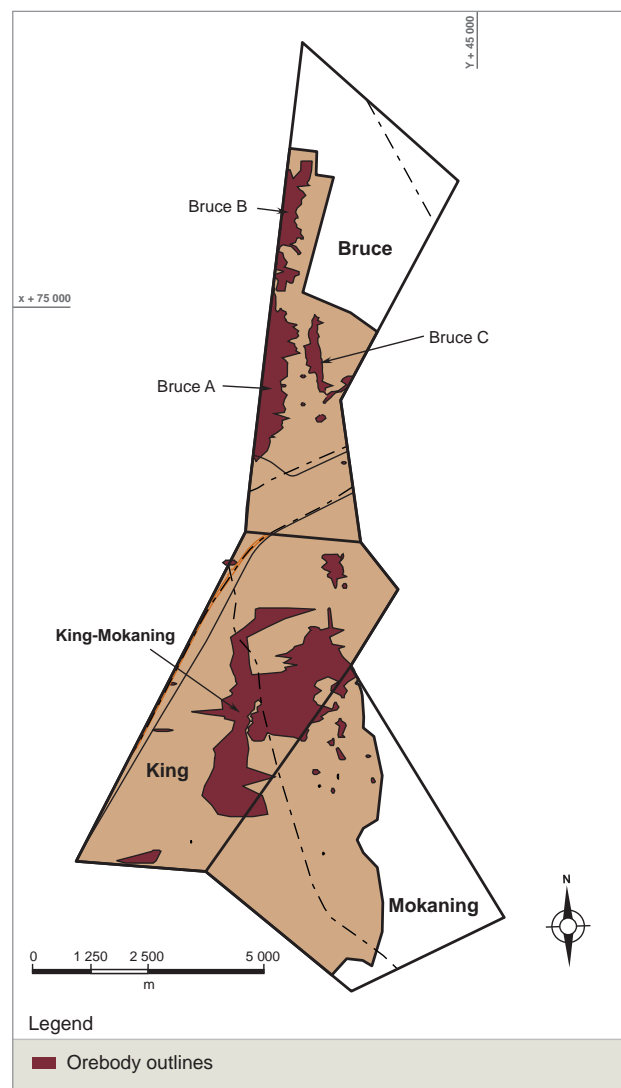 Y + 45 000
Bruce B
Bruce
x + 75 000
Bruce C
Bruce A
King-Mokaning
King
Mokaning
N
0 1 250 2 500 5 000
m
Legend
Orebody outlines